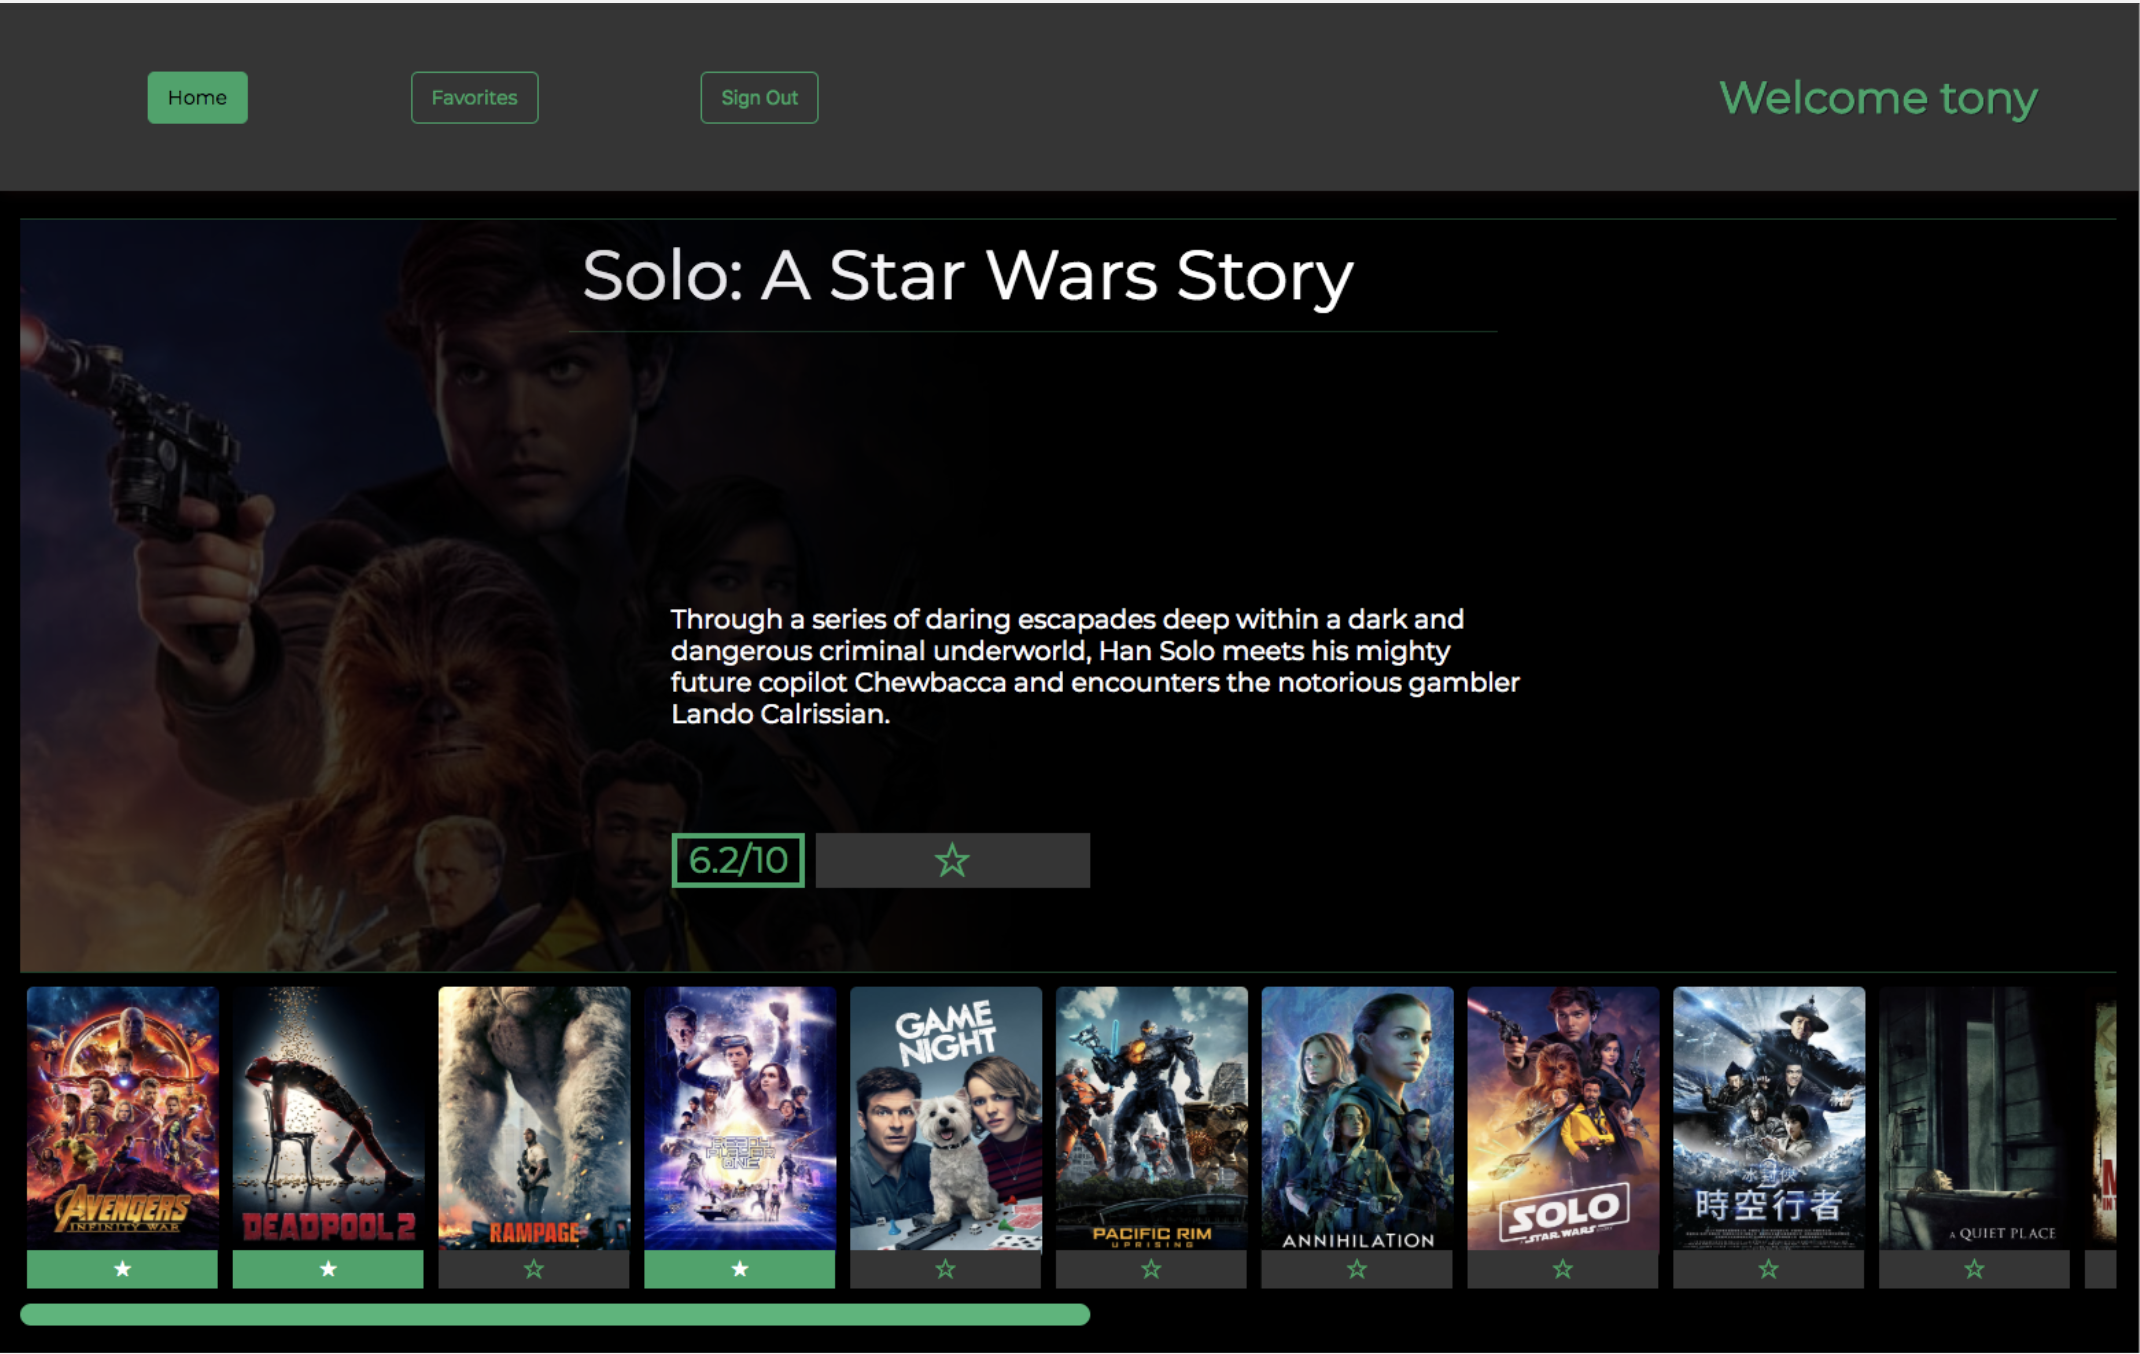 Home
Favorites
Sign Out
Welcome tony
Solo: A Star Wars Story
Through a series of daring escapades deep within a dark and
dangerous criminal underworld, Han Solo meets his mighty
future copilot Chewbacca and encounters the notorious gambler
Lando Calrissian.
6.2/10
AVENGERS
INFINITY WAR
DEADPOOL 2
RAMPAGE
READY
PLAYER
ONE
GAME
NIGHT
PACIFIC RIM
UPRISING
ANNIHILATION
SOLO
A STAR WARS STORY
冰封俠
時空行者
A QUIET PLACE